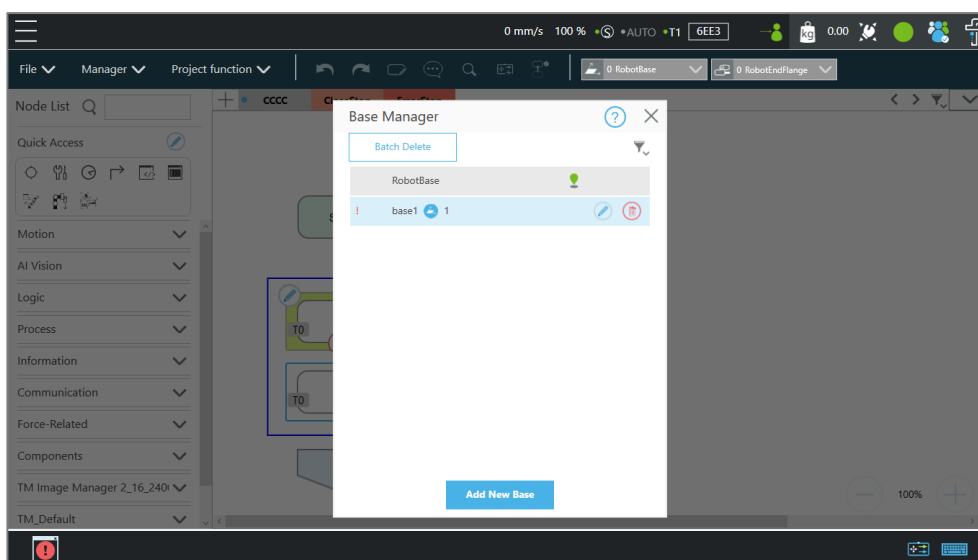 0 mm/s 100 % S AUTO T1 6EE3 kg 0.00
File Manager Project function 0 RobotBase 0 RobotEndFlange
Node List
Quick Access
Motion
AI Vision
Logic
Process
Information
Communication
Force-Related
Components
TM Image Manager 2_16_240
TM_Default
cccc
T0
T0
Base Manager ?
Batch Delete
RobotBase
! base1 1
Add New Base
100%
!